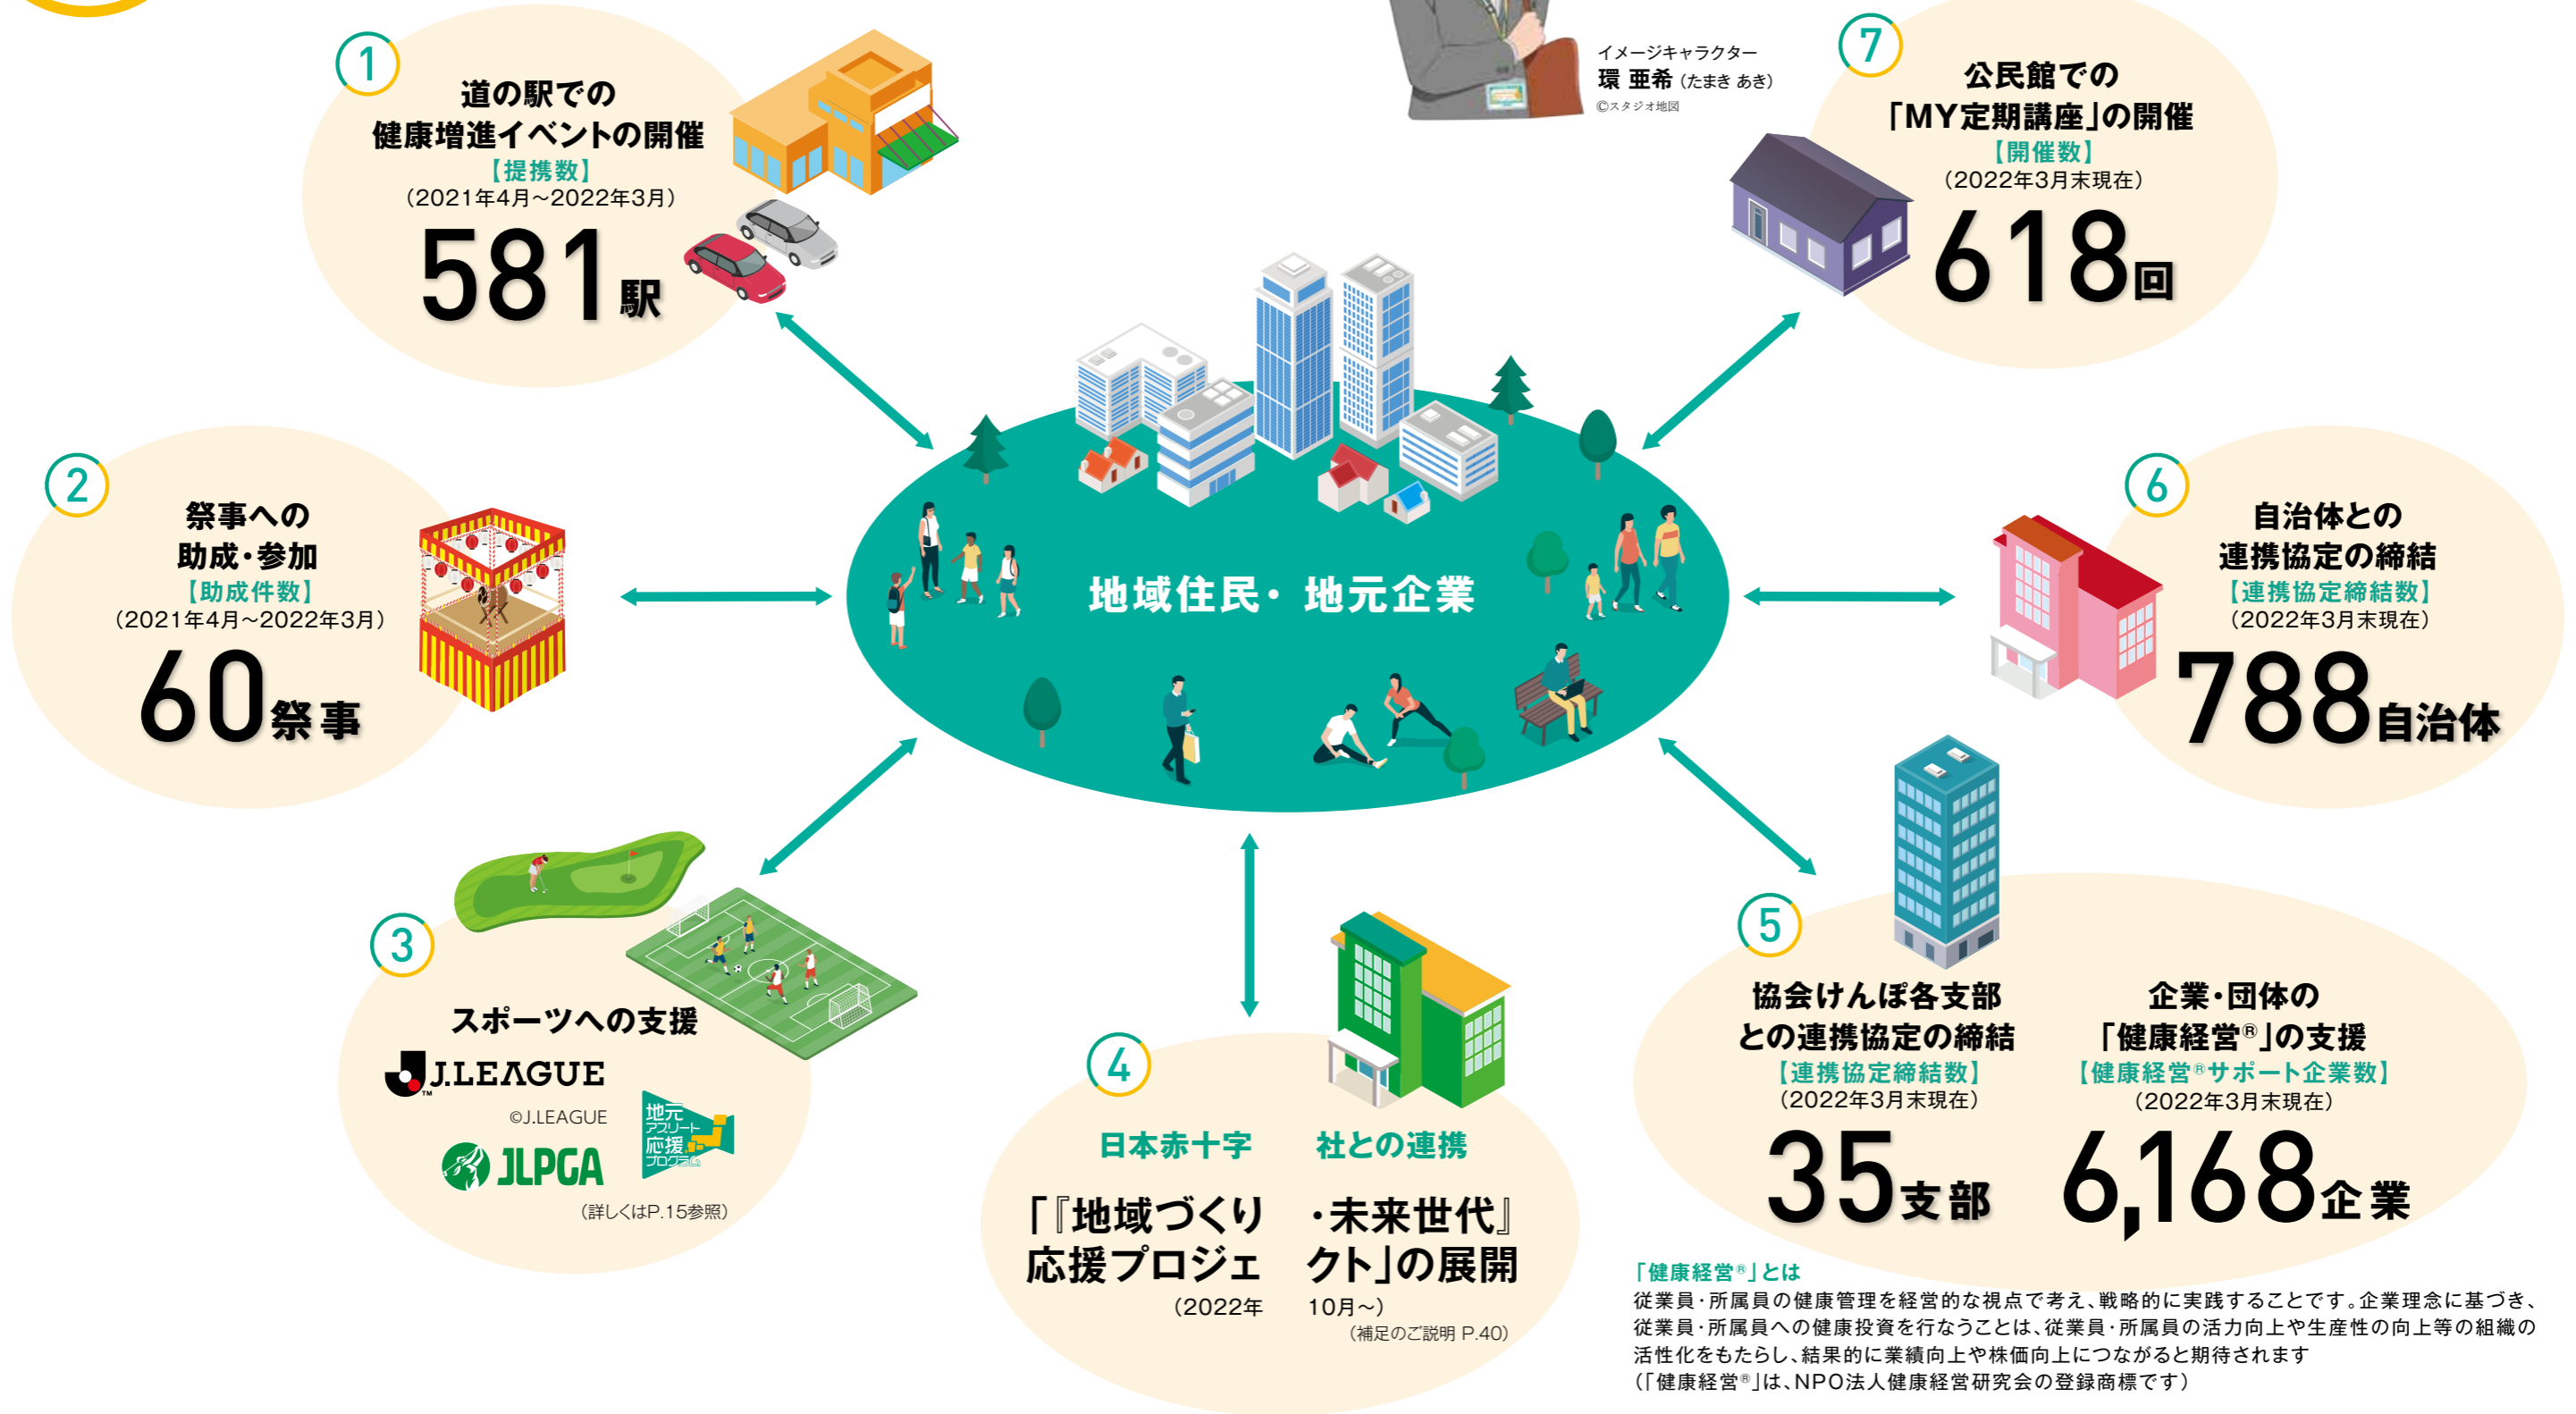 1
道の駅での
健康増進イベントの開催
【提携数】
（2021年4月～2022年3月）
581駅
2
祭事への
助成・参加
【助成件数】
（2021年4月～2022年3月）
60祭事
3
スポーツへの支援
J.LEAGUE
TM
©J.LEAGUE
地元
アスリート
応援
プログラム
JLPGA
（詳しくはP.15参照）
4
日本赤十字 社との連携
「『地域づくり ・未来世代』
応援プロジェ クト」の展開
（2022年 10月～）
（補足のご説明 P.40）
5
協会けんぽ各支部
との連携協定の締結
【連携協定締結数】
（2022年3月末現在）
35支部
企業・団体の
「健康経営®」の支援
【健康経営®サポート企業数】
（2022年3月末現在）
6,168企業
「健康経営®」とは
従業員・所属員の健康管理を経営的な視点で考え、戦略的に実践することです。企業理念に基づき、
従業員・所属員への健康投資を行なうことは、従業員・所属員の活力向上や生産性の向上等の組織の
活性化をもたらし、結果的に業績向上や株価向上につながると期待されます
（「健康経営®」は、NPO法人健康経営研究会の登録商標です）
6
自治体との
連携協定の締結
【連携協定締結数】
（2022年3月末現在）
788自治体
7
公民館での
「MY定期講座」の開催
【開催数】
（2022年3月末現在）
618回
イメージキャラクター
環 亜希（たまき あき）
©スタジオ地図
地域住民・ 地元企業